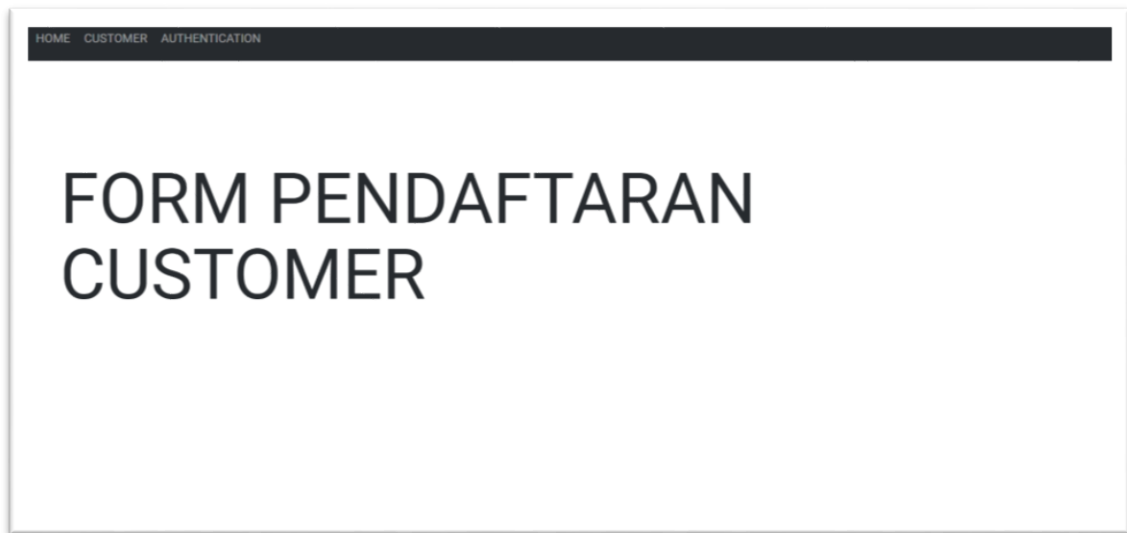 HOME CUSTOMER AUTHENTICATION
FORM PENDAFTARAN
CUSTOMER